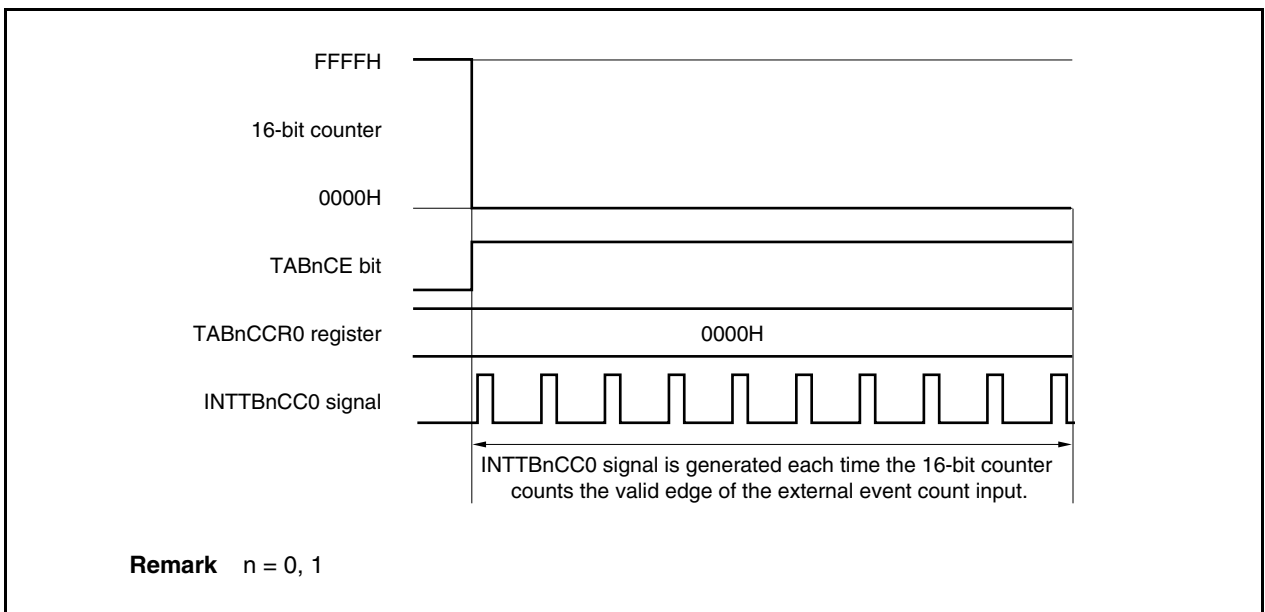 FFFFH
16-bit counter
0000H
TABnCE bit
TABnCCR0 register
0000H
INTTBnCC0 signal
INTTBnCC0 signal is generated each time the 16-bit counter
counts the valid edge of the external event count input.
Remark n = 0, 1